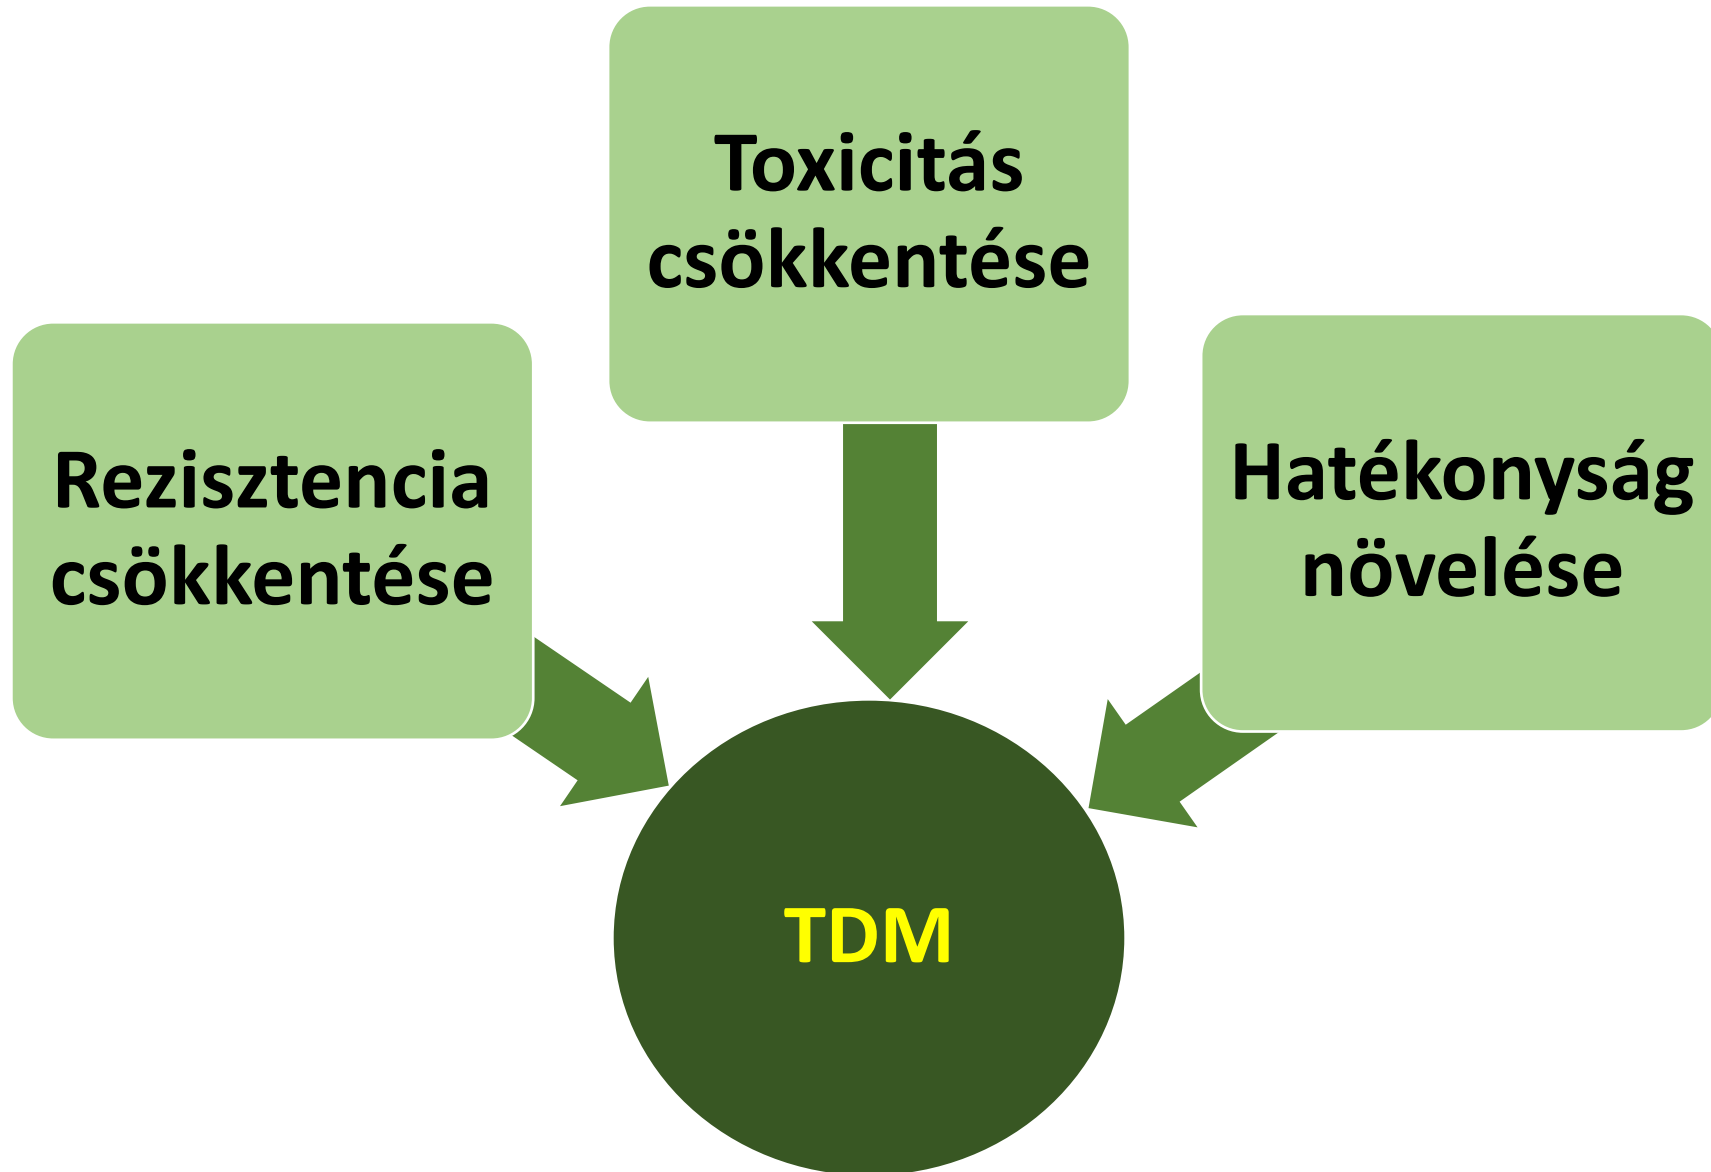 Toxicitás
csökkentése
Rezisztencia
csökkentése
Hatékonyság
növelése
TDM